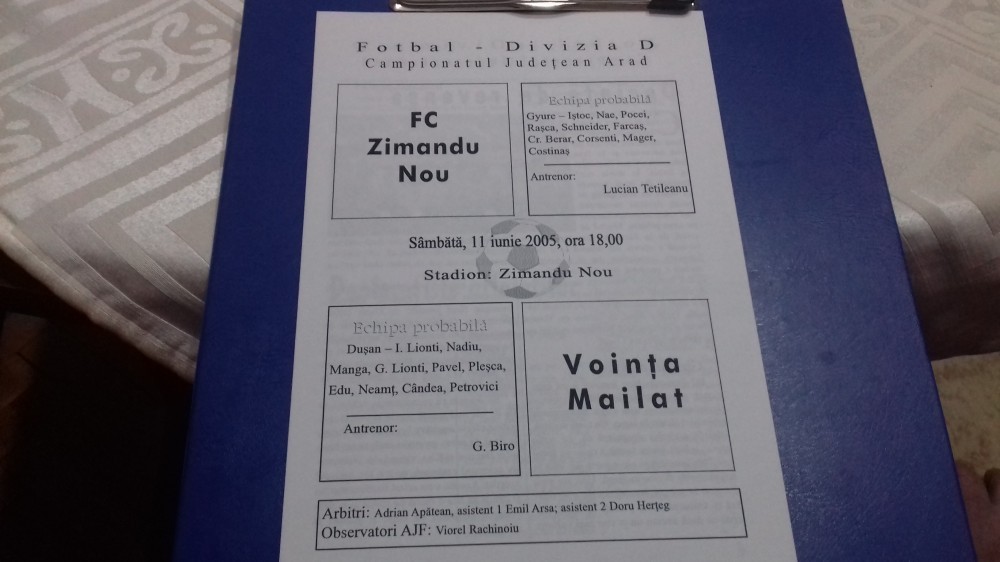 Fotbal - Divizia D
Campionatul Județean Arad
FC
Zimandu
Nou
Echipa probabilă
Gyure – Iștoc, Nae, Pocei,
Rașca, Schneider, Farcaș,
Cr. Berar, Corsenti, Mager,
Costinaș
Antrenor:
Lucian Tetileanu
Sâmbătă, 11 iunie 2005, ora 18,00
Stadion: Zimandu Nou
Echipa probabilă
Dușan – I. Lionti, Nadiu,
Manga, G. Lionti, Pavel, Pleșca,
Edu, Neamț, Cândea, Petrovici
Antrenor:
G. Biro
Voința
Mailat
Arbitri: Adrian Apătean, asistent 1 Emil Arsa; asistent 2 Doru Herțeg
Observatori AJF: Viorel Rachinoiu